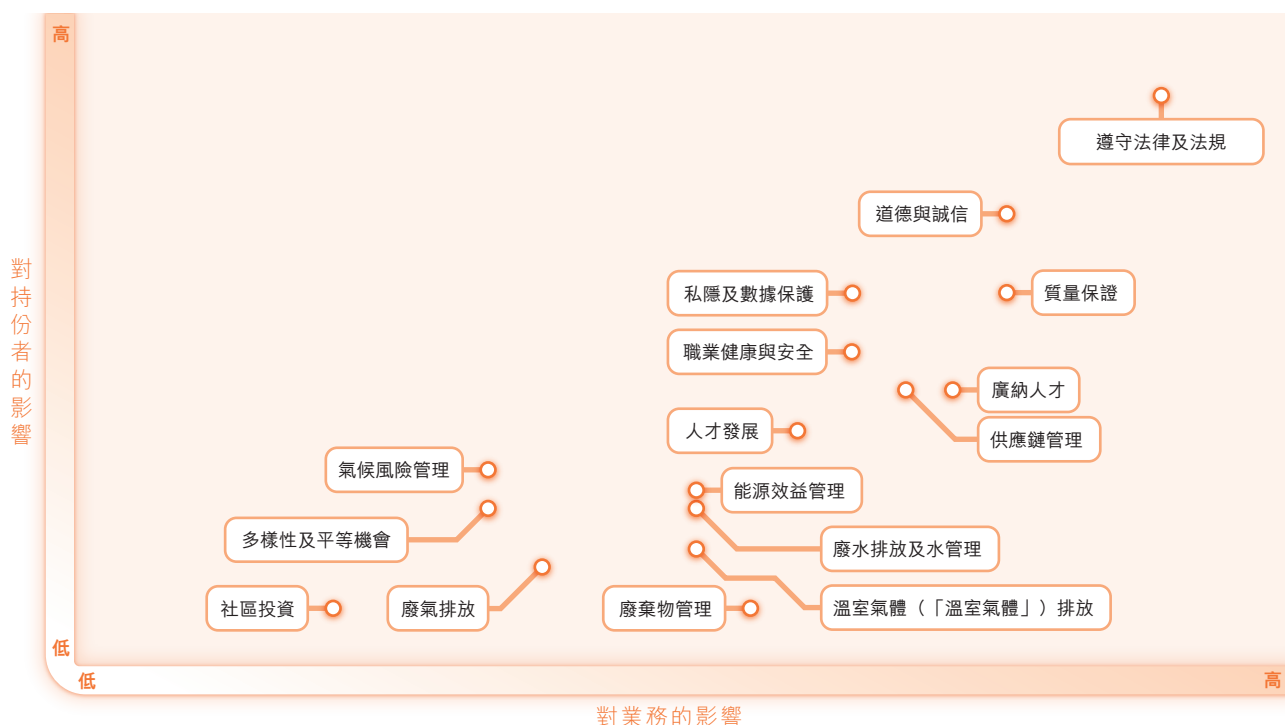 高
遵守法律及法規
道德與誠信
私隱及數據保護
質量保證
職業健康與安全
廣納人才
人才發展
供應鏈管理
氣候風險管理
能源效益管理
多樣性及平等機會
廢水排放及水管理
社區投資
廢氣排放
廢棄物管理
溫室氣體（「溫室氣體」）排放
對持份者的影響
低
低
高
對業務的影響